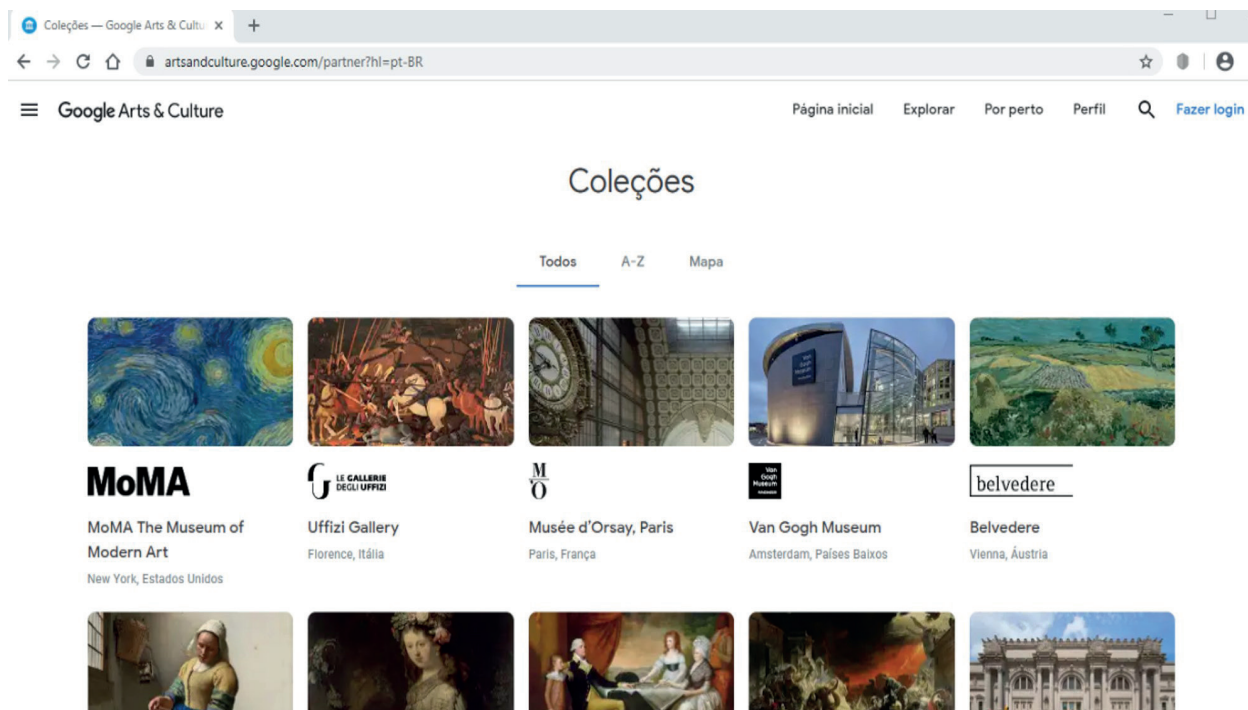 Coleções — Google Arts & Cultu
artsandculture.google.com/partner?hl=pt-BR
Google Arts & Culture
Página inicial Explorar Por perto Perfil Fazer login
Coleções
Todos A-Z Mapa
MoMA
LE GALLERIE
DEGLI UFFIZI
M
O
Van
Gogh
Museum
belvedere
MoMA The Museum of
Modern Art
New York, Estados Unidos
Uffizi Gallery
Florence, Itália
Musée d'Orsay, Paris
Paris, França
Van Gogh Museum
Amsterdam, Países Baixos
Belvedere
Vienna, Áustria